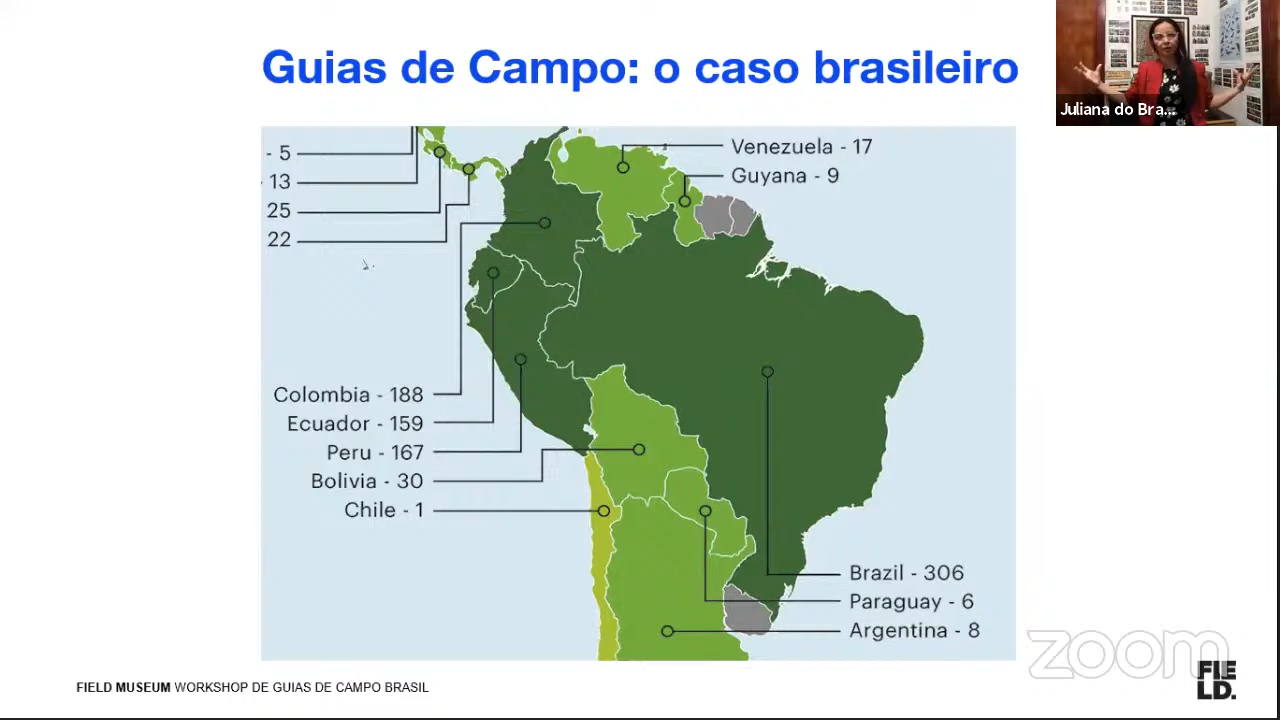 Guias de Campo: o caso brasileiro
Juliana do Bra...
- 5
- 13
25
22
Venezuela - 17
Guyana - 9
Colombia - 188
Ecuador - 159
Peru - 167
Bolivia - 30
Chile - 1
Brazil - 306
Paraguay - 6
Argentina - 8
zoom
FIELD MUSEUM WORKSHOP DE GUIAS DE CAMPO BRASIL
FIE
LD.